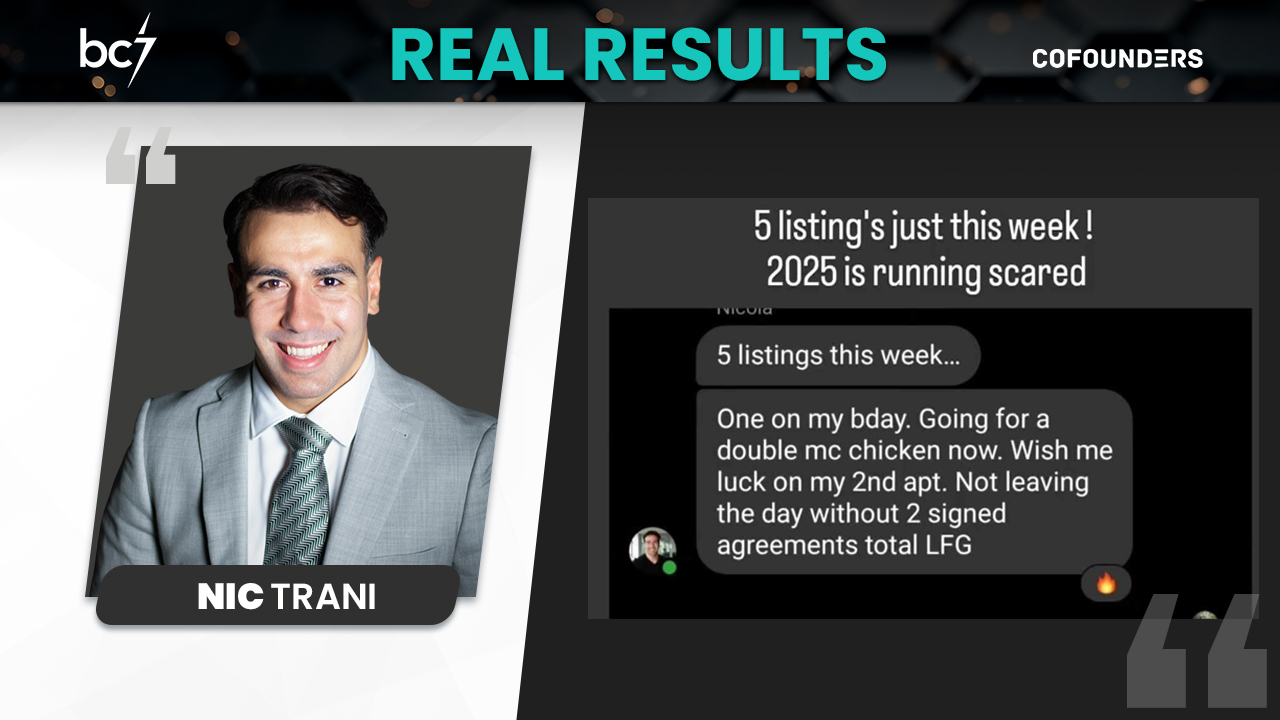 bc7
REAL RESULTS
COFOUNDERS
NIC TRANI
5 listing's just this week !
2025 is running scared
Nicola
5 listings this week...
One on my bday. Going for a
double mc chicken now. Wish me
luck on my 2nd apt. Not leaving
the day without 2 signed
agreements total LFG